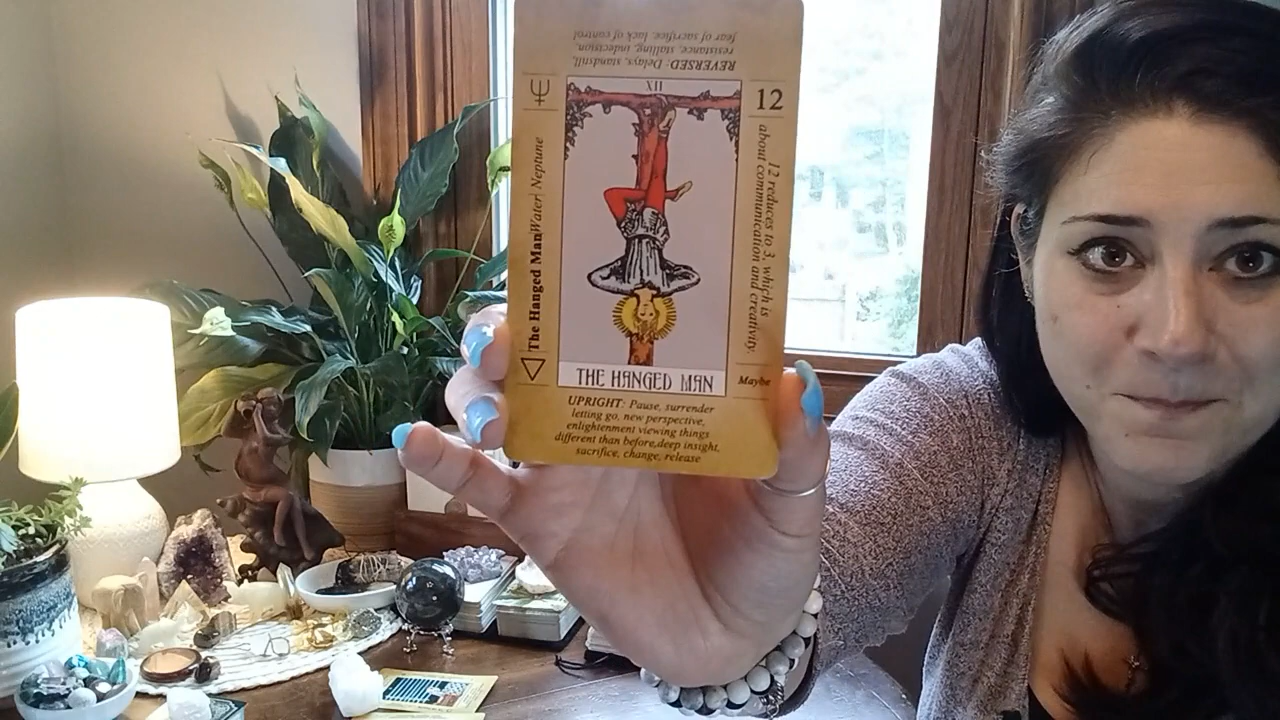 REVERSED: Delays, standstill,
resistance, stalling, indecision,
fear of sacrifice, lack of control
XII
12
12 reduces to 3, which is
about communication and creativity.
The Hanged Man|Water| Neptune
THE HANGED MAN
Maybe
UPRIGHT: Pause, surrender
letting go, new perspective,
enlightenment viewing things
different than before,deep insight,
sacrifice, change, release